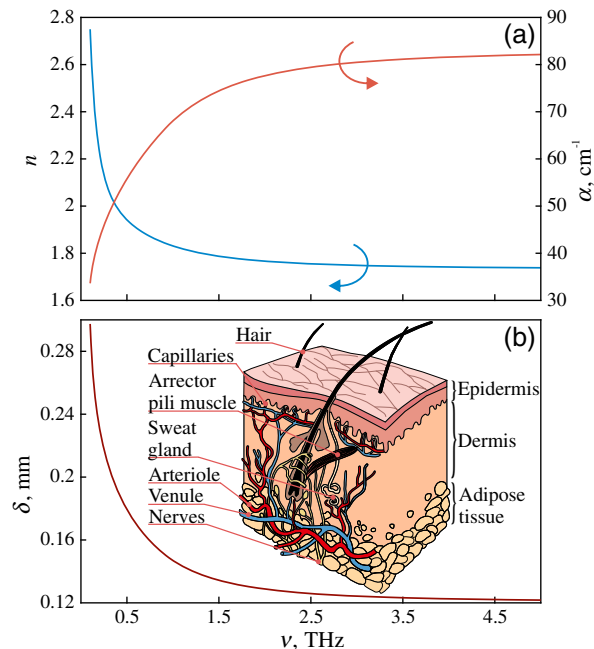 (a)
2.8
2.6
2.4
2.2
2
1.8
1.6
n
90
80
70
60
50
40
30
α, cm⁻¹
(b)
0.28
0.24
0.2
0.16
0.12
δ, mm
Hair
Capillaries
Arrector
pili muscle
Sweat
gland
Arteriole
Venule
Nerves
Epidermis
Dermis
Adipose
tissue
0.5 1.5 2.5 3.5 4.5
ν, THz